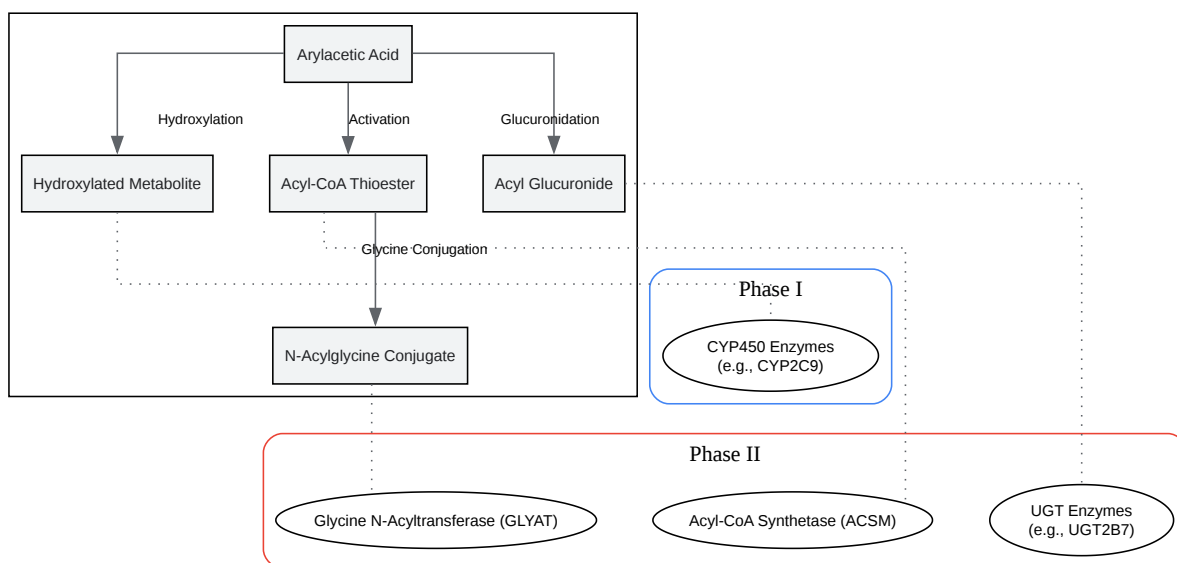 Arylacetic Acid
Hydroxylation
Activation
Glucuronidation
Hydroxylated Metabolite
Acyl-CoA Thioester
Acyl Glucuronide
Glycine Conjugation
Phase I
CYP450 Enzymes
(e.g., CYP2C9)
N-Acylglycine Conjugate
Phase II
Glycine N-Acyltransferase (GLYAT)
Acyl-CoA Synthetase (ACSM)
UGT Enzymes
(e.g., UGT2B7)